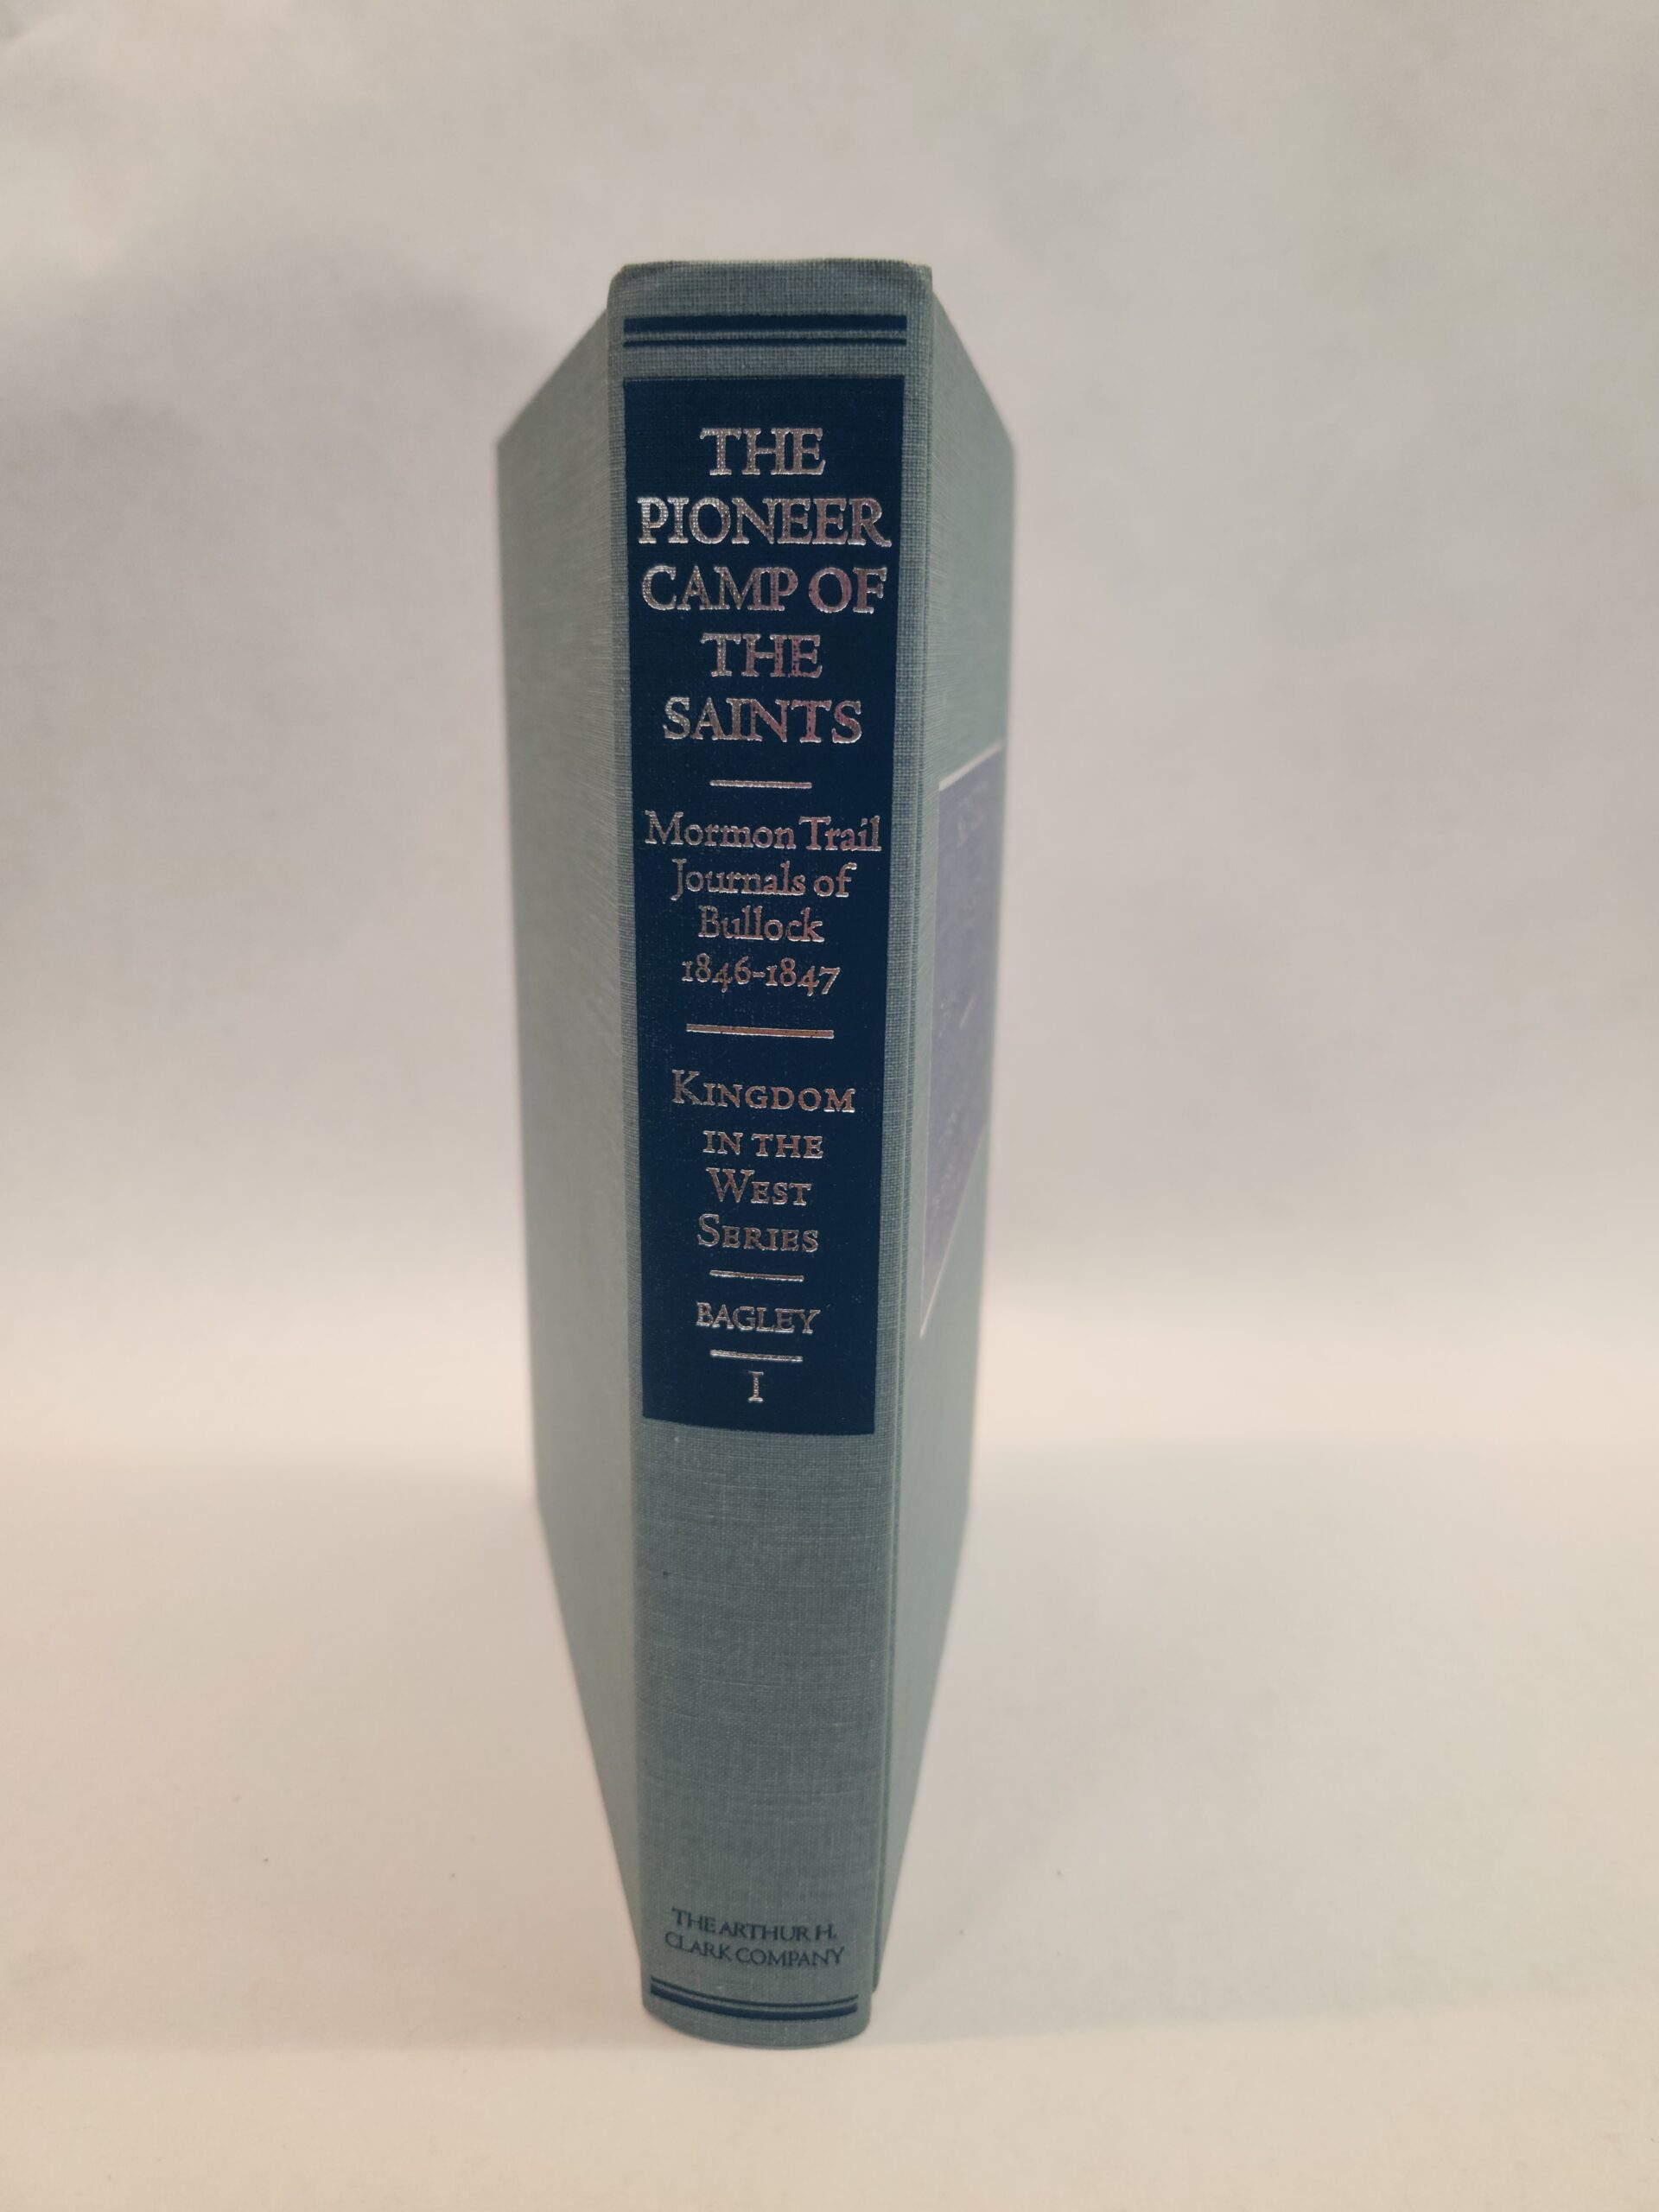 THE
PIONEER
CAMP OF
THE
SAINTS
Mormon Trail
Journals of
Bullock
1846-1847
KINGDOM
IN THE
WEST
SERIES
BAGLEY
I
THE ARTHUR H.
CLARK COMPANY